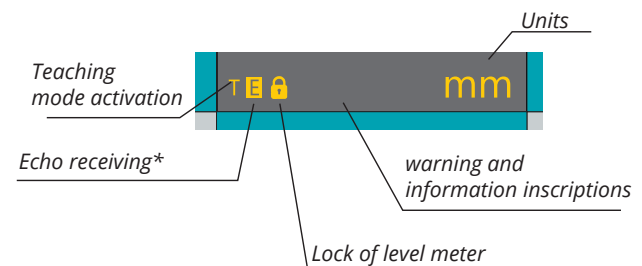 Units
Teaching
mode activation
T E mm
Echo receiving*
warning and
information inscriptions
Lock of level meter